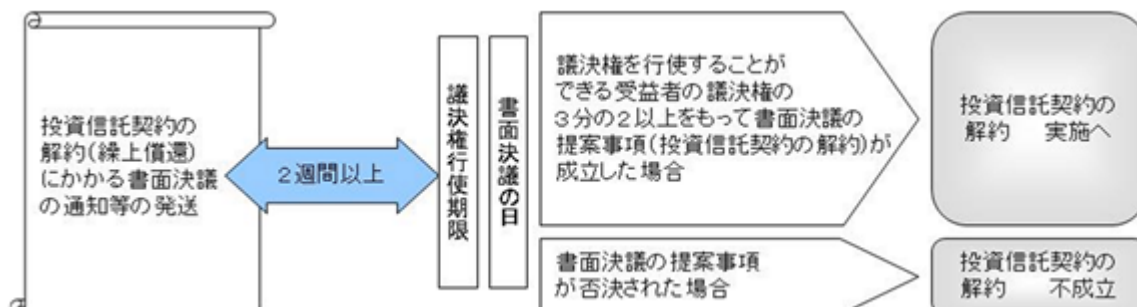 投資信託契約の
解約(繰上償還)
にかかる書面決議
の通知等の発送
２週間以上
議決権行使期限
書面決議の日
議決権を行使することが
できる受益者の議決権の
３分の２以上をもって書面決議の
提案事項(投資信託契約の解約)が
成立した場合
投資信託契約の
解約　実施へ
書面決議の提案事項
が否決された場合
投資信託契約の
解約　不成立